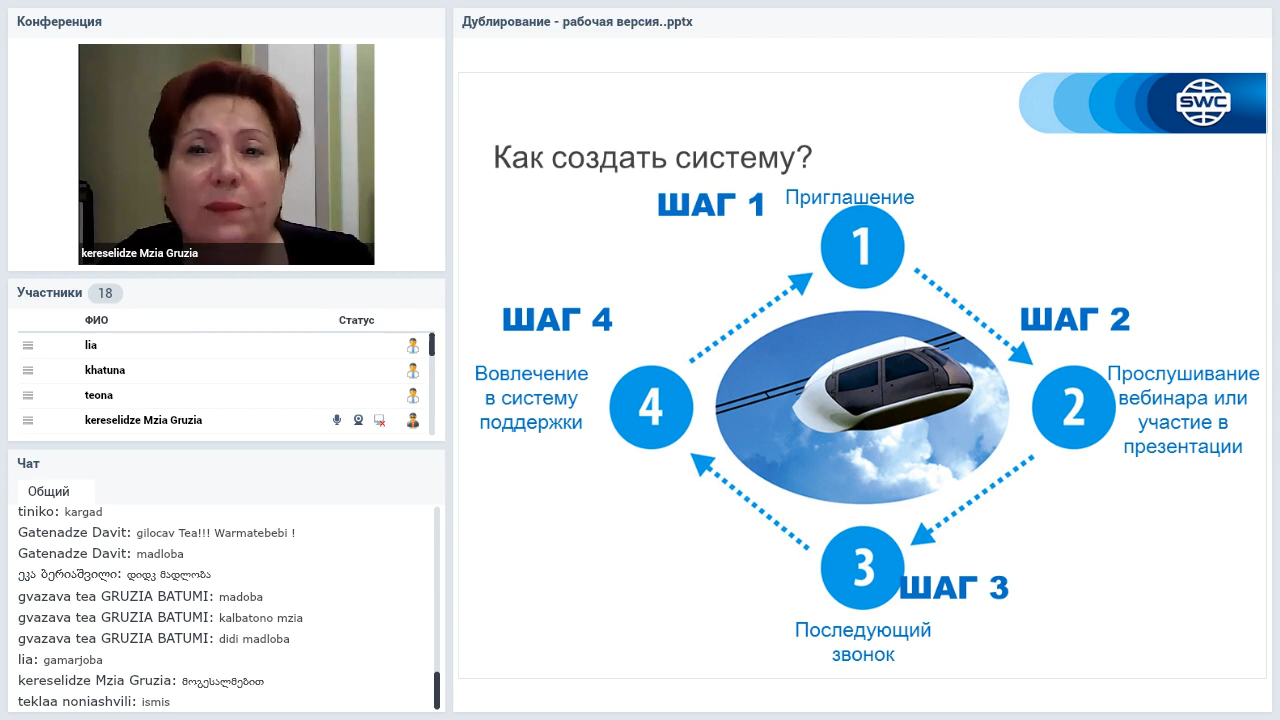 Конференция
kereselidze Mzia Gruzia
Участники 18
ФИО Статус
lia
khatuna
teona
kereselidze Mzia Gruzia
Чат
Общий
tiniko: kargad
Gatenadze Davit: gilocav Tea!!! Warmatebebi !
Gatenadze Davit: madloba
ეკა ბერიაშვილი: დიდკ მადლობა
gvazava tea GRUZIA BATUMI: madoba
gvazava tea GRUZIA BATUMI: kalbatono mzia
gvazava tea GRUZIA BATUMI: didi madloba
lia: gamarjoba
kereselidze Mzia Gruzia: მოგესალმებით
teklaa noniashvili: ismis
Дублирование - рабочая версия..pptx
SWC
Как создать систему?
ШАГ 1
Приглашение
1
ШАГ 2
2
Прослушивание
вебинара или
участие в
презентации
3
ШАГ 3
Последующий
звонок
ШАГ 4
4
Вовлечение
в систему
поддержки